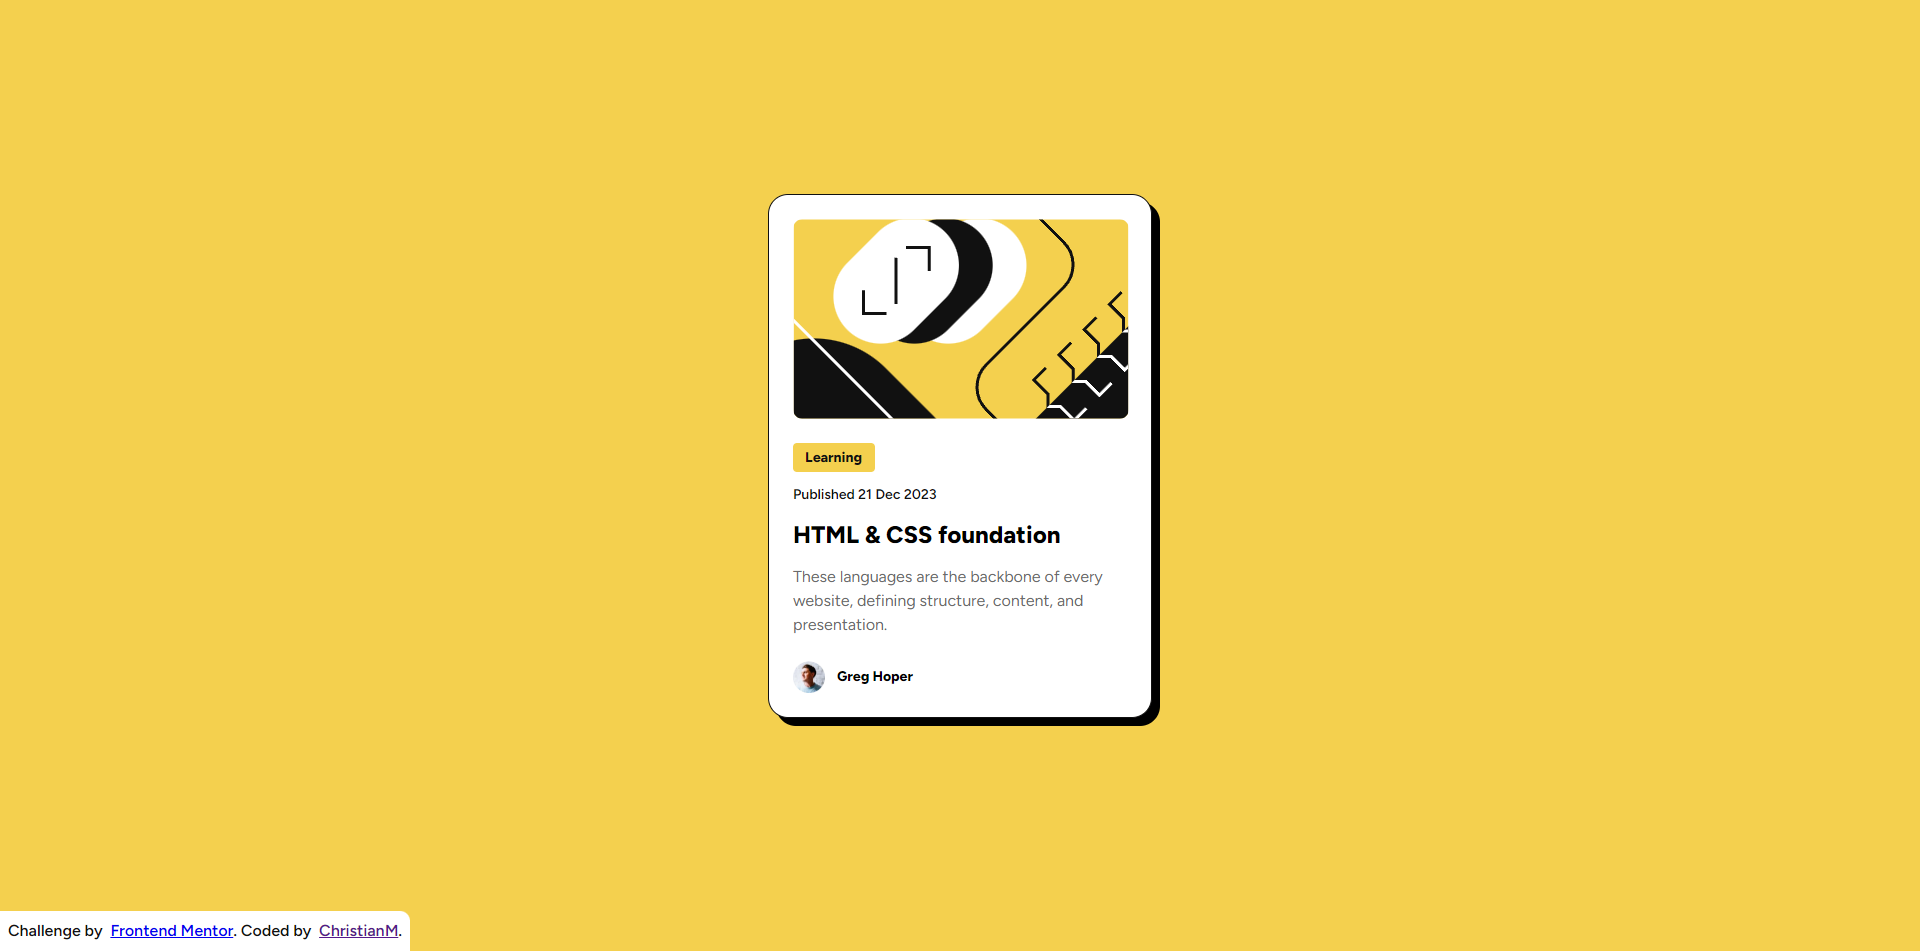 Learning
Published 21 Dec 2023
HTML & CSS foundation
These languages are the backbone of every
website, defining structure, content, and
presentation.
Greg Hoper
Challenge by Frontend Mentor. Coded by ChristianM.